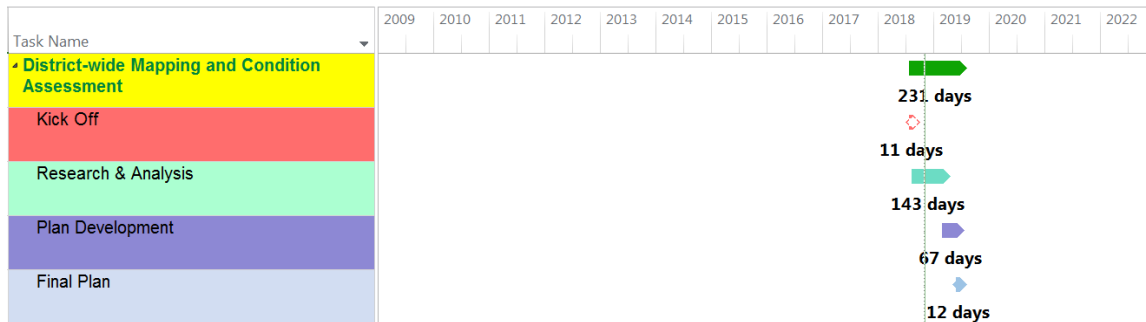 2009 2010 2011 2012 2013 2014 2015 2016 2017 2018 2019 2020 2021 2022
Task Name
District-wide Mapping and Condition
Assessment
231 days
Kick Off
11 days
Research & Analysis
143 days
Plan Development
67 days
Final Plan
12 days